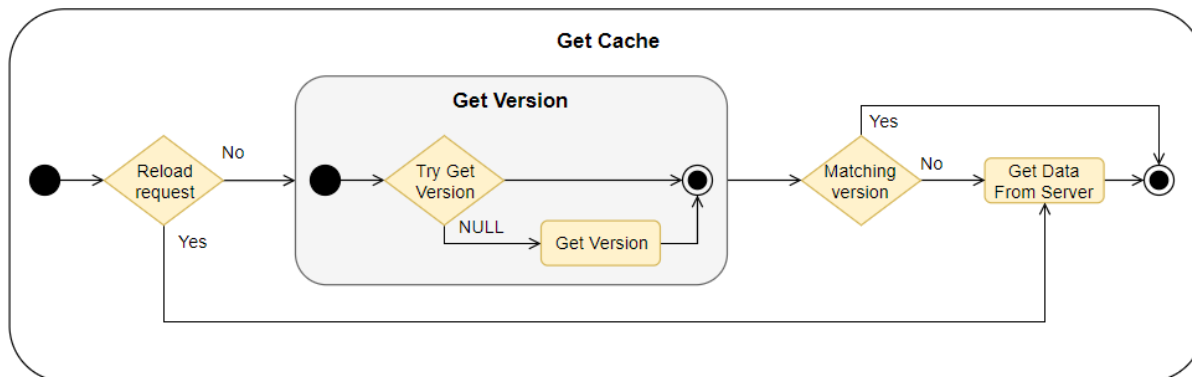 Get Cache
Get Version
Yes
No
Reload
request
Try Get
Version
Matching
version
No
Get Data
From Server
NULL
Yes
Get Version